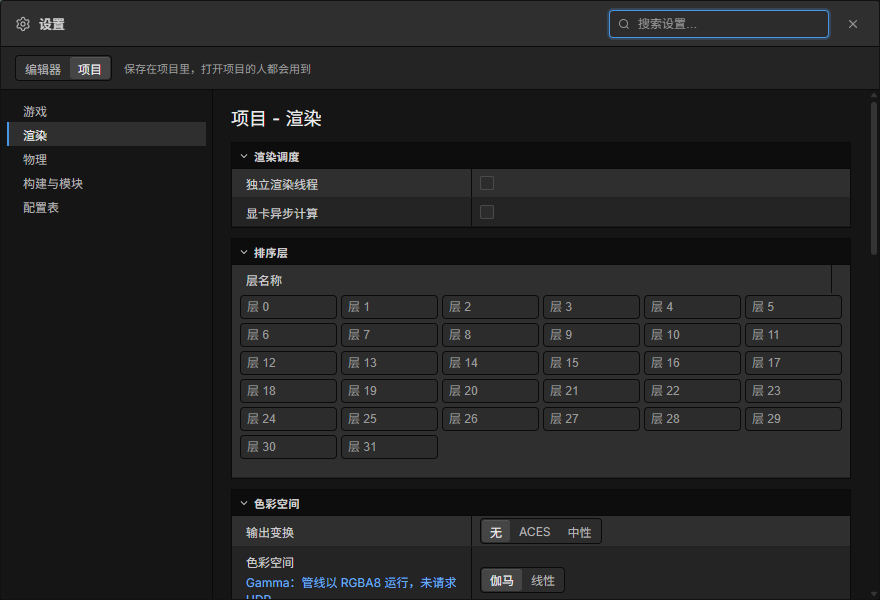 设置
搜索设置...
编辑器 项目 保存在项目里，打开项目的人都会用到
游戏
渲染
物理
构建与模块
配置表
项目 - 渲染
渲染调度
独立渲染线程
显卡异步计算
排序层
层名称
层 0 层 1 层 2 层 3 层 4 层 5
层 6 层 7 层 8 层 9 层 10 层 11
层 12 层 13 层 14 层 15 层 16 层 17
层 18 层 19 层 20 层 21 层 22 层 23
层 24 层 25 层 26 层 27 层 28 层 29
层 30 层 31
色彩空间
输出变换 无 ACES 中性
色彩空间 伽马 线性
Gamma：管线以 RGBA8 运行，未请求
HDR